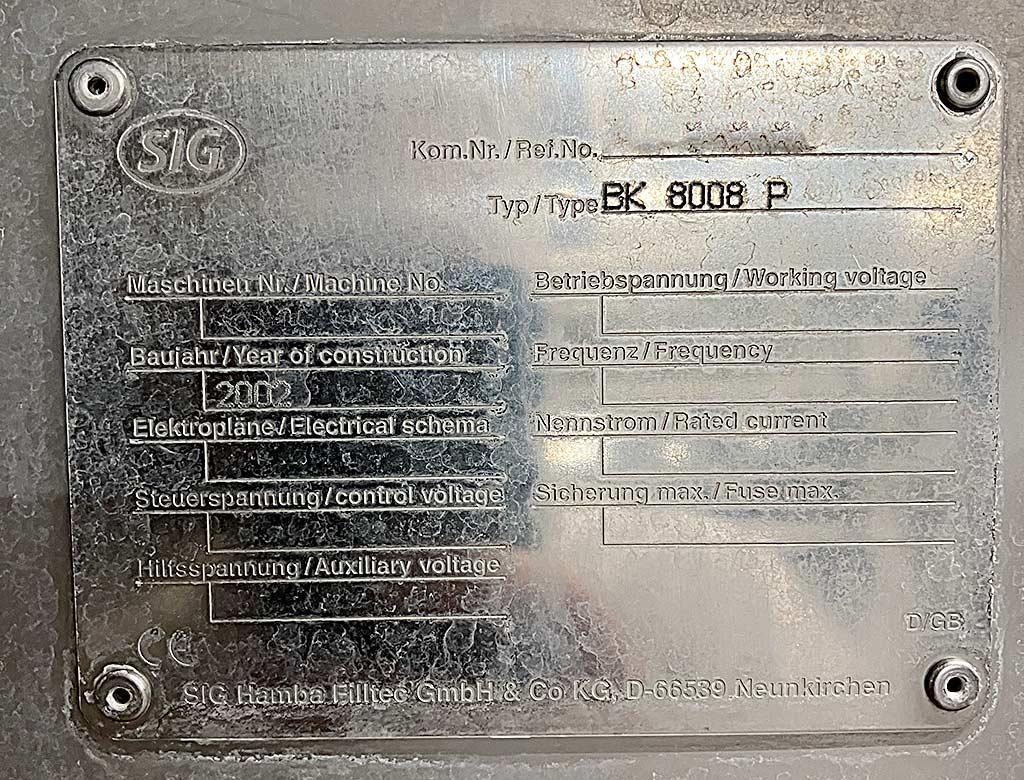 SIG
Kom.Nr./Ref.No.
Typ/Type BK 8008 P
Maschinen Nr./Machine No.
Baujahr/Year of construction
2002
Elektropläne/Electrical schema
Steuerspannung/control voltage
Hilfsspannung/Auxiliary voltage
Betriebspannung/Working voltage
Frequenz/Frequency
Nennstrom/Rated current
Sicherung max./Fuse max.
D/GB
CE
SIG Hamba Filltec GmbH & Co KG, D-66539 Neunkirchen